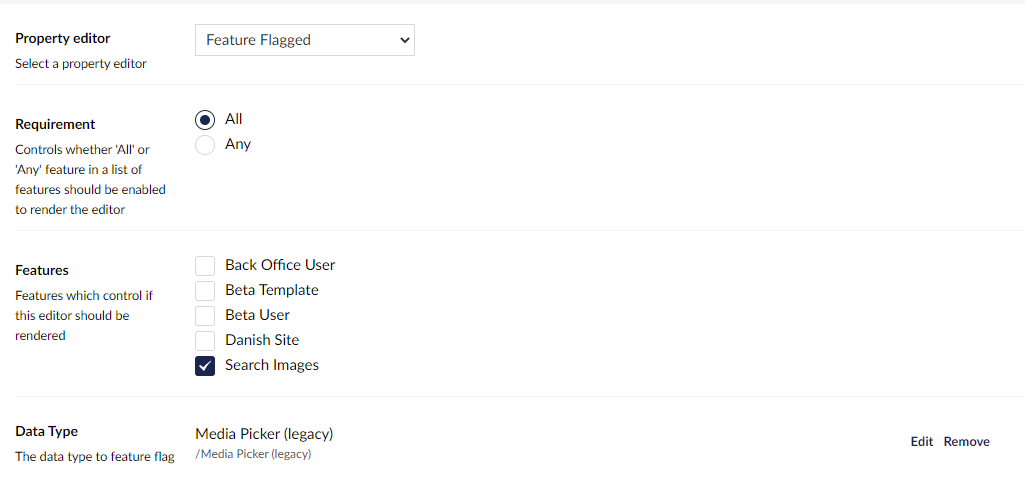 Property editor
Select a property editor
Feature Flagged
Requirement
Controls whether 'All' or
'Any' feature in a list of
features should be enabled
to render the editor
All
Any
Features
Features which control if
this editor should be
rendered
Back Office User
Beta Template
Beta User
Danish Site
Search Images
Data Type
The data type to feature flag
Media Picker (legacy)
/Media Picker (legacy)
Edit Remove